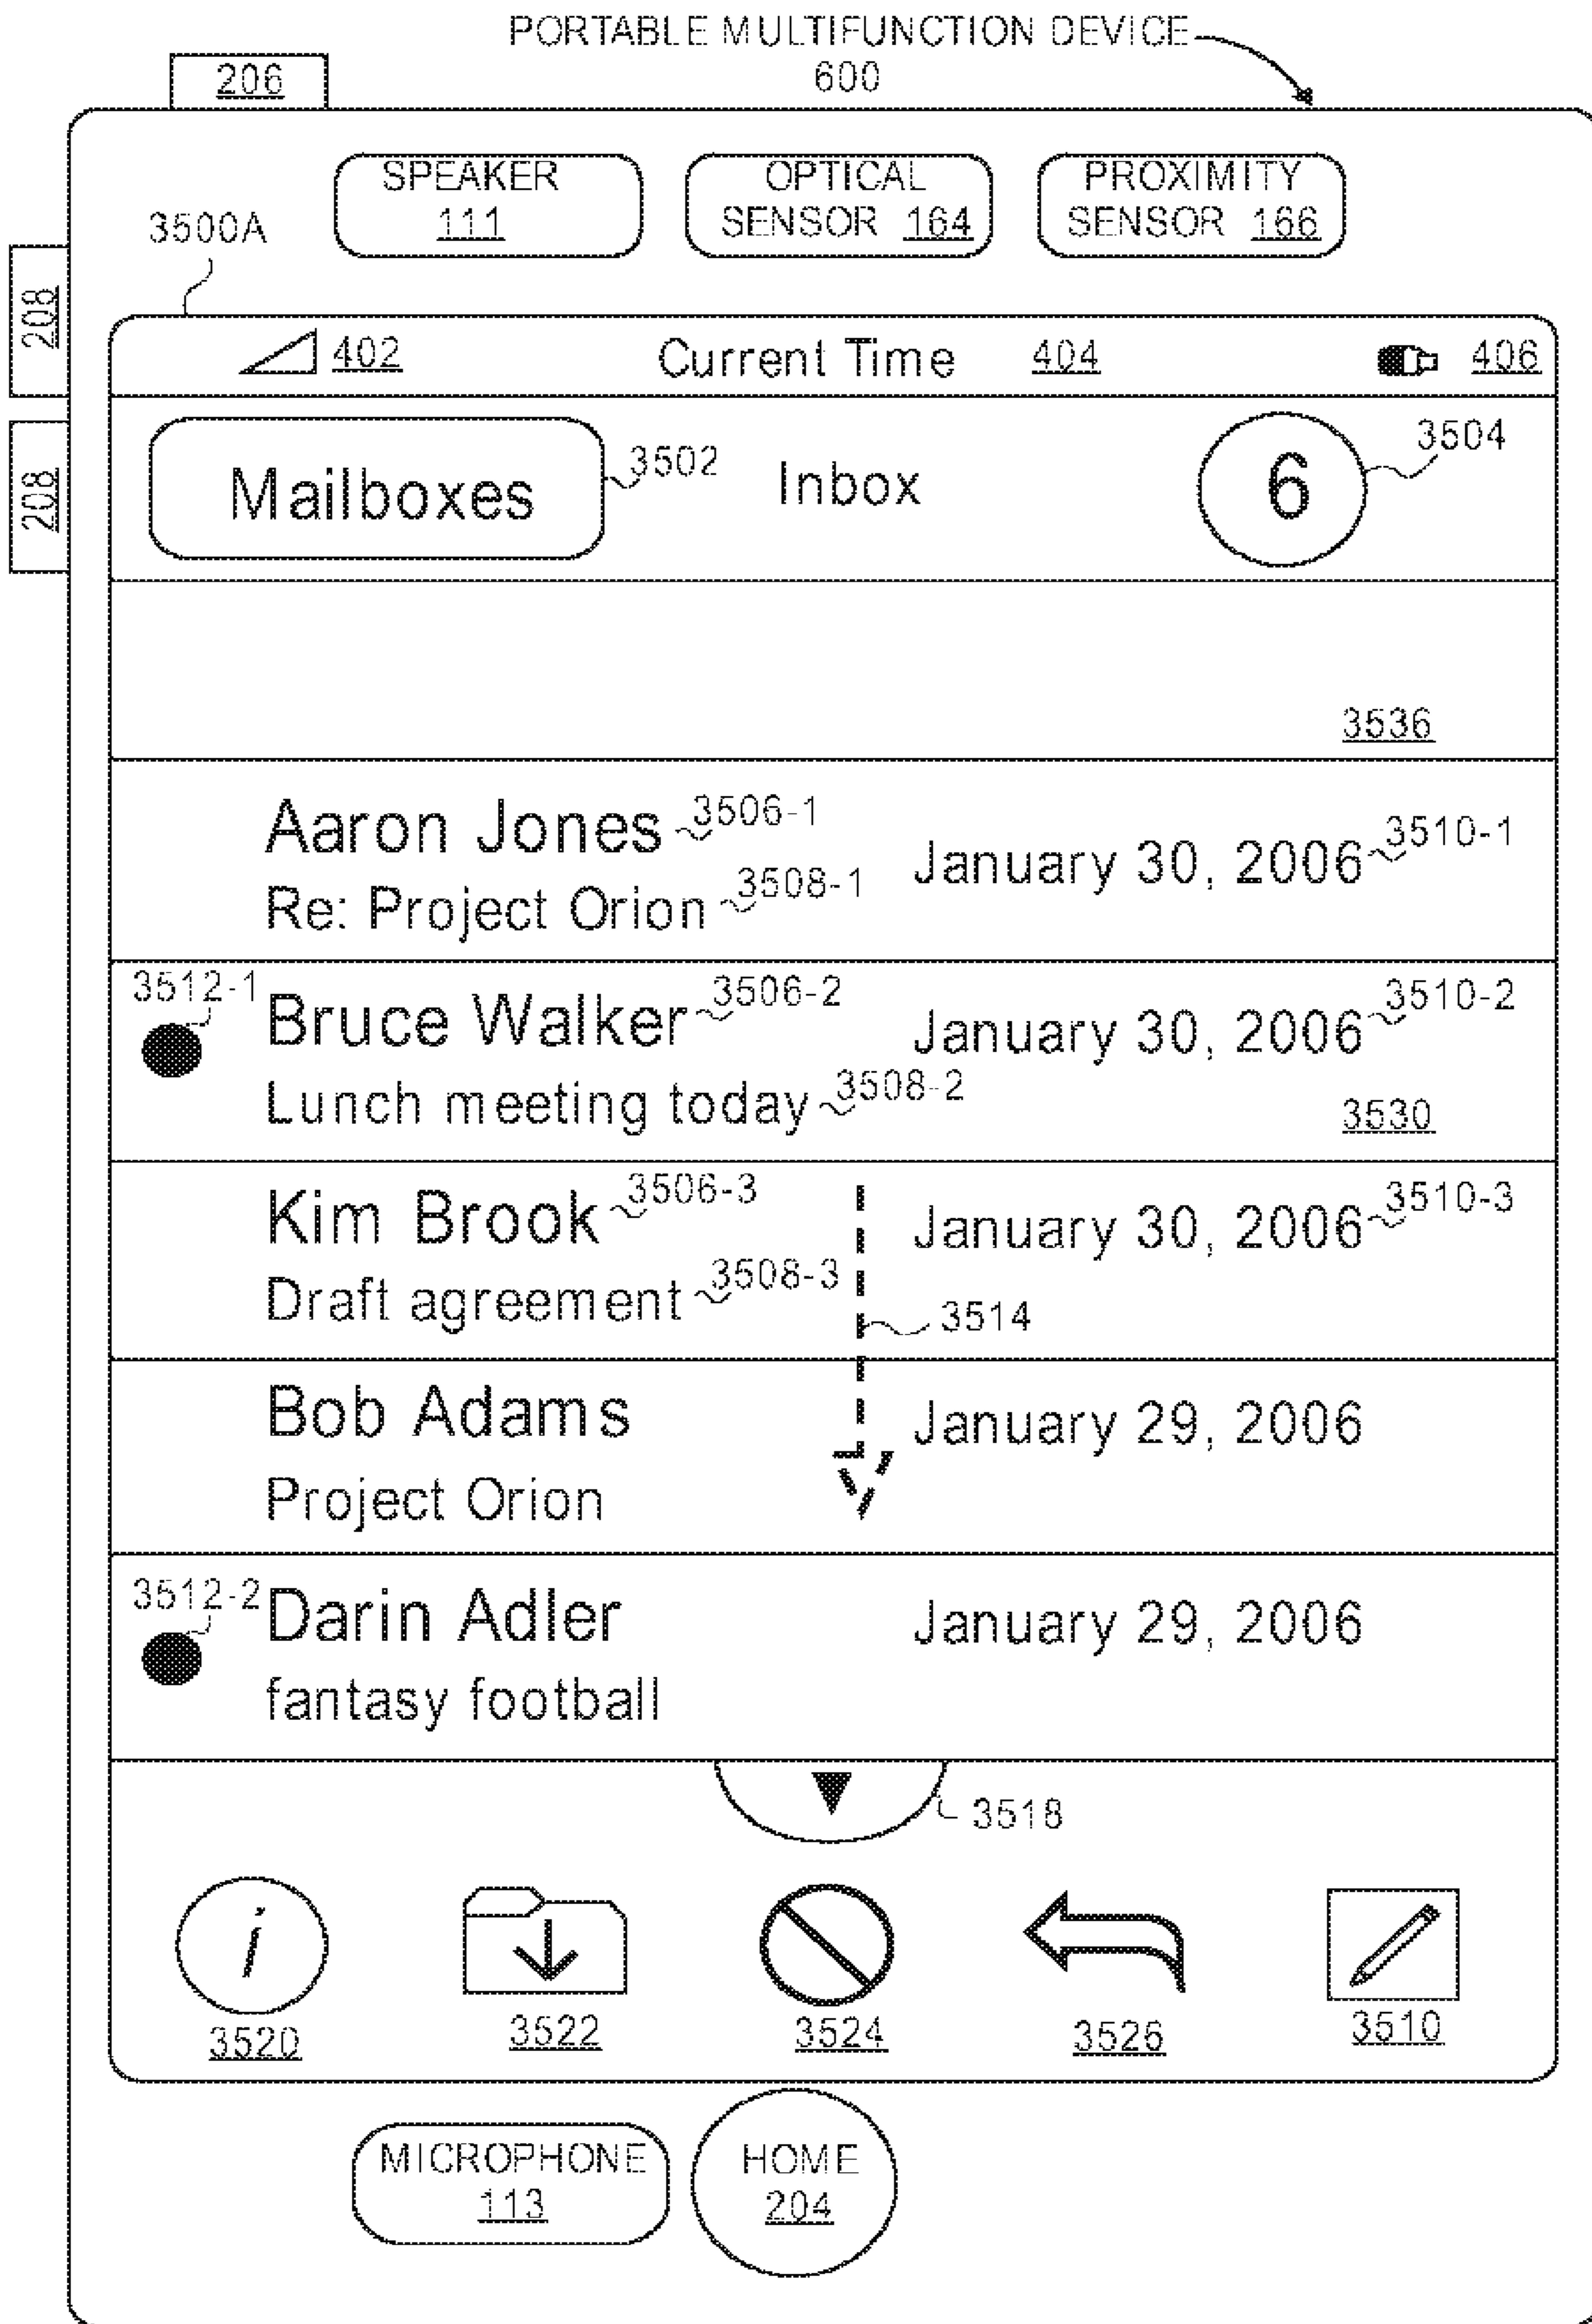 PORTABLE MULTIFUNCTION DEVICE
600
206
SPEAKER
111
OPTICAL
SENSOR 164
PROXIMITY
SENSOR 166
3500A
208
208
402
Current Time 404
406
Mailboxes
3502
Inbox
6
3504
3536
Aaron Jones 3506-1
January 30, 2006 3510-1
Re: Project Orion 3508-1
3512-1
Bruce Walker 3506-2
January 30, 2006 3510-2
Lunch meeting today 3508-2
3530
Kim Brook 3506-3
January 30, 2006 3510-3
Draft agreement 3508-3
3514
Bob Adams
January 29, 2006
Project Orion
3512-2
Darin Adler
January 29, 2006
fantasy football
3518
i
3520
3522
3524
3526
3510
MICROPHONE
113
HOME
204